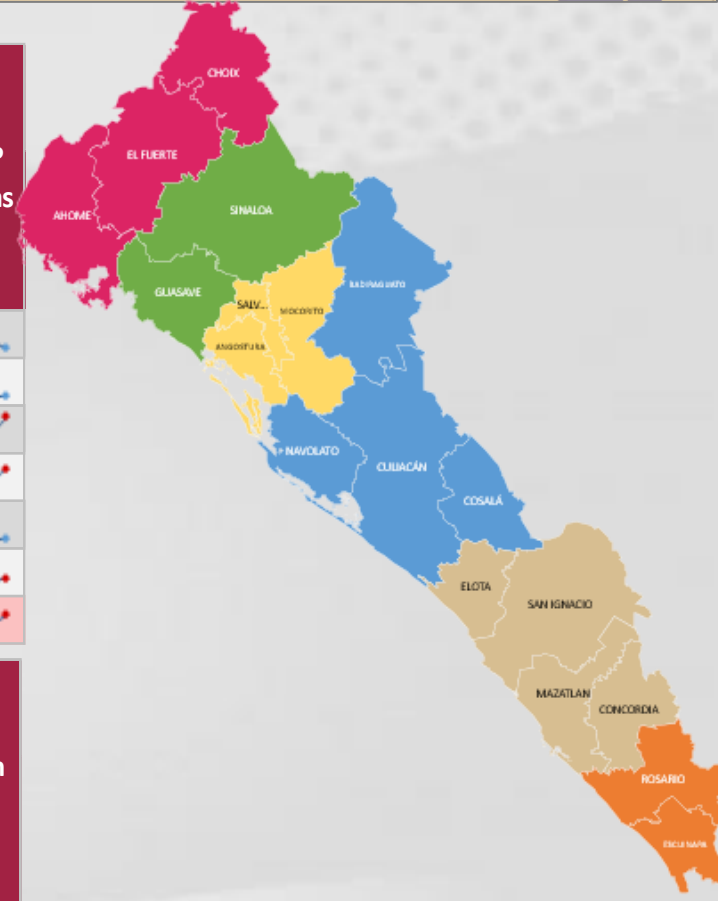 CHOIX
EL FUERTE
as
AHOME
SINALOA
BADIRAGUATO
GUASAVE
SALV...
MOCORITO
ANGOSTURA
NAVOLATO
CULIACÁN
COSALÁ
ELOTA
SAN IGNACIO
MAZATLAN
CONCORDIA
n
ROSARIO
ESCUINAPA